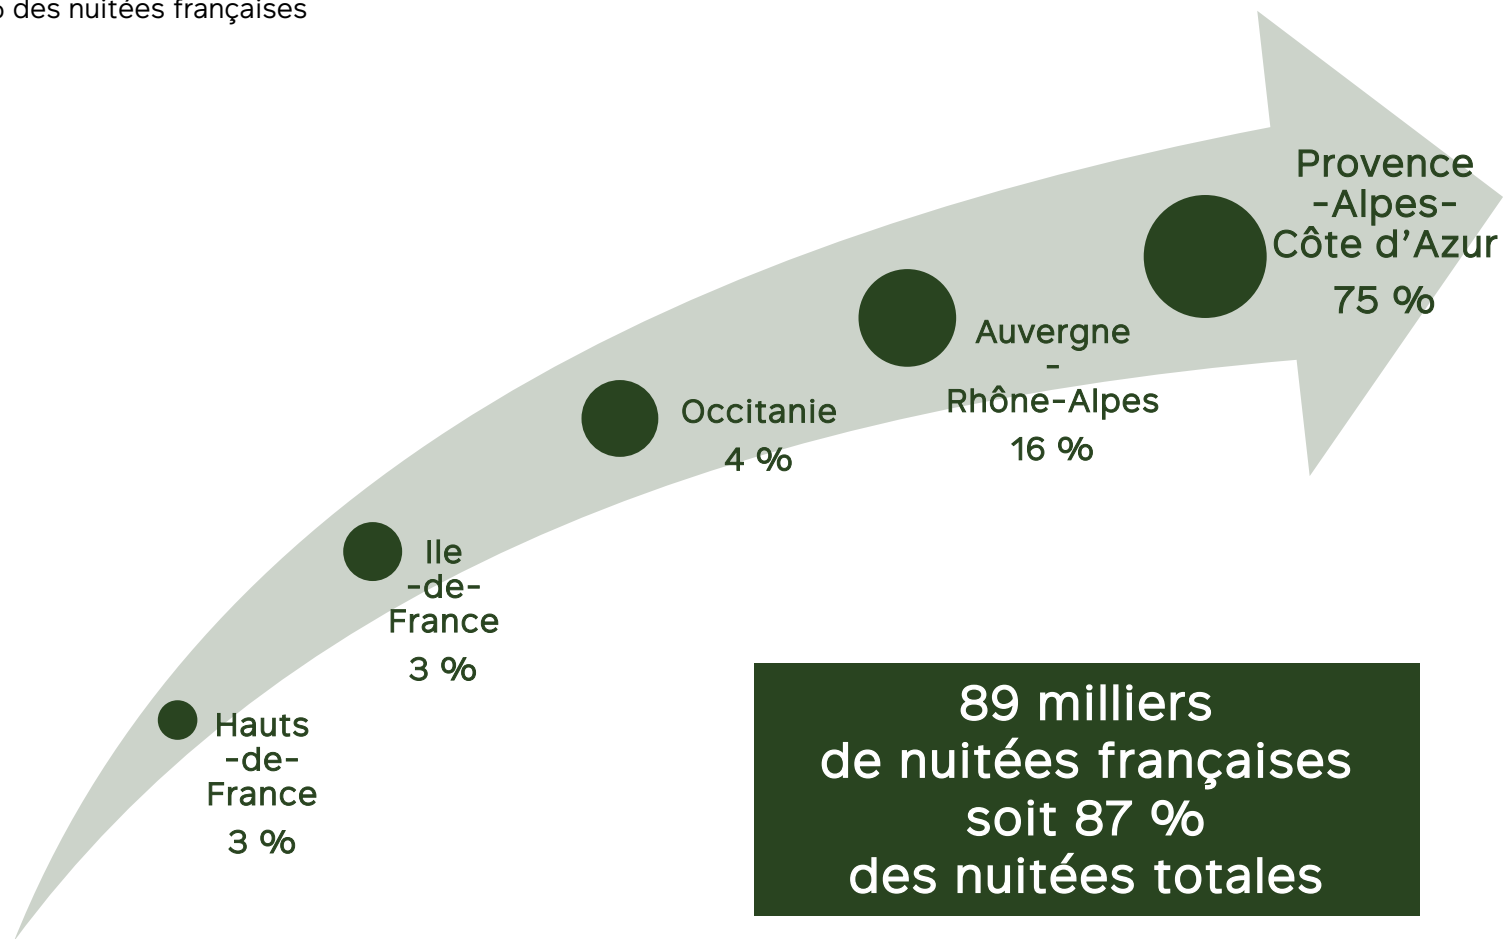 % des nuitées françaises
Provence
-Alpes-
Côte d’Azur
75 %
Auvergne
-
Rhône-Alpes
16 %
Occitanie
4 %
Ile
-de-
France
3 %
Hauts
-de-
France
3 %
89 milliers
de nuitées françaises
soit 87 %
des nuitées totales